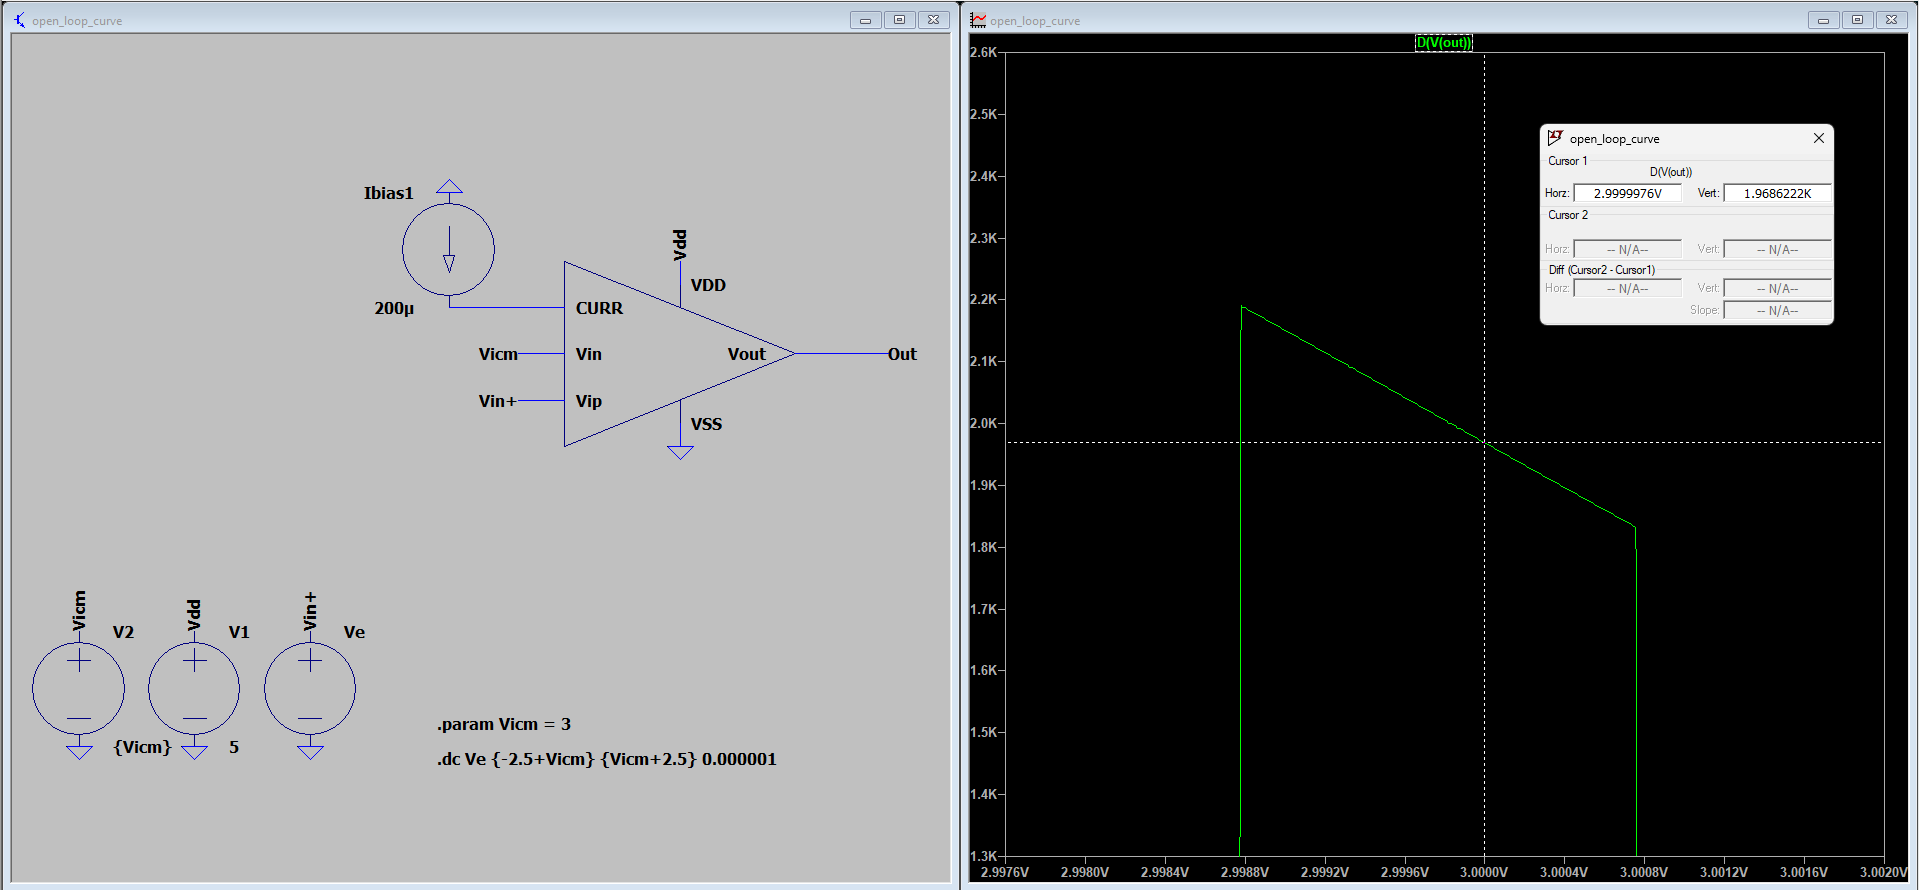 open_loop_curve
Ibias1
200µ
Vdd
VDD
CURR
Vicm
Vin
Vout
Out
Vin+
Vip
VSS
Vicm
V2
Vdd
V1
Vin+
Ve
{Vicm}
5
.param Vicm = 3
.dc Ve {-2.5+Vicm} {Vicm+2.5} 0.000001
open_loop_curve
D(V(out))
2.6K
2.5K
2.4K
2.3K
2.2K
2.1K
2.0K
1.9K
1.8K
1.7K
1.6K
1.5K
1.4K
1.3K
2.9976V 2.9980V 2.9984V 2.9988V 2.9992V 2.9996V 3.0000V 3.0004V 3.0008V 3.0012V 3.0016V 3.0020V
open_loop_curve
Cursor 1
D(V(out))
Horz: 2.9999976V Vert: 1.9686222K
Cursor 2
Horz: -- N/A-- Vert: -- N/A--
Diff (Cursor2 - Cursor1)
Horz: -- N/A-- Vert: -- N/A--
Slope: -- N/A--